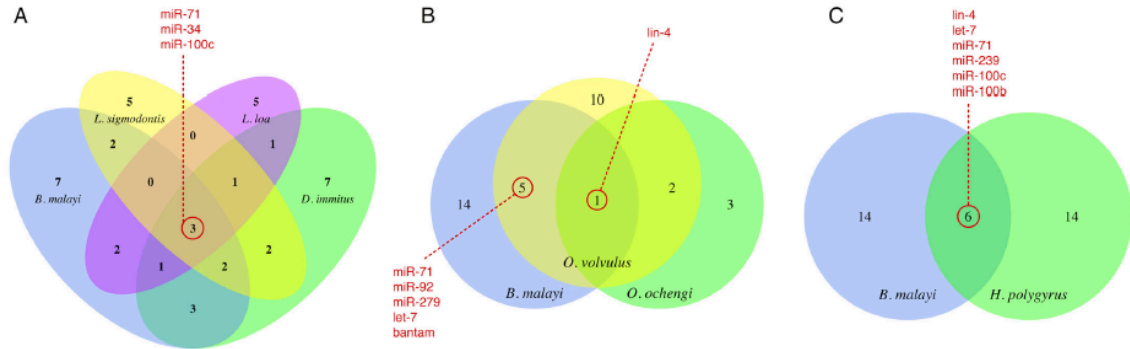 A
miR-71
miR-34
miR-100c
5
L. sigmodontis
5
L. loa
0
2
1
7
B. malayi
0
1
7
D. immitus
3
2
1
2
2
3
B
lin-4
10
14
5
1
2
3
O. volvulus
B. malayi
O. ochengi
miR-71
miR-92
miR-279
let-7
bantam
C
lin-4
let-7
miR-71
miR-239
miR-100c
miR-100b
14
6
14
B. malayi
H. polygyrus